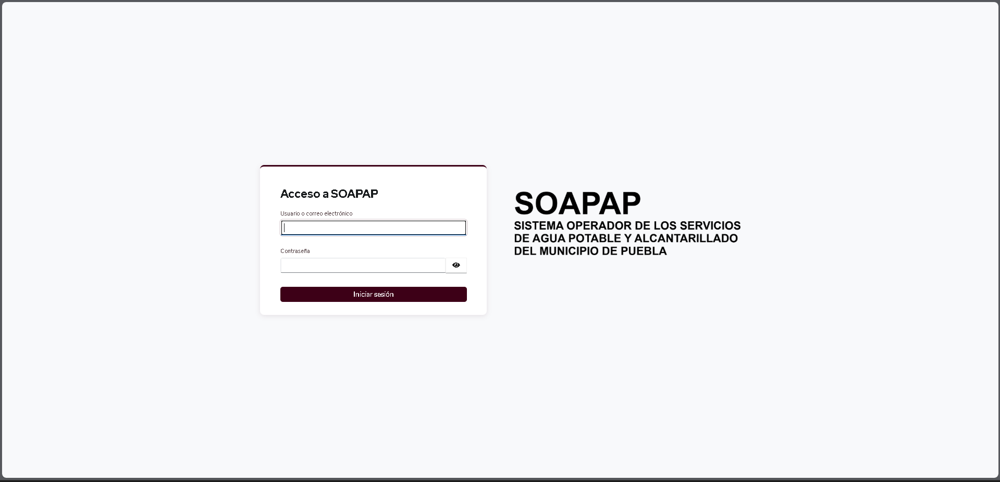 Acceso a SOAPAP
Usuario o correo electrónico
Contraseña
Iniciar sesión
SOAPAP
SISTEMA OPERADOR DE LOS SERVICIOS
DE AGUA POTABLE Y ALCANTARILLADO
DEL MUNICIPIO DE PUEBLA